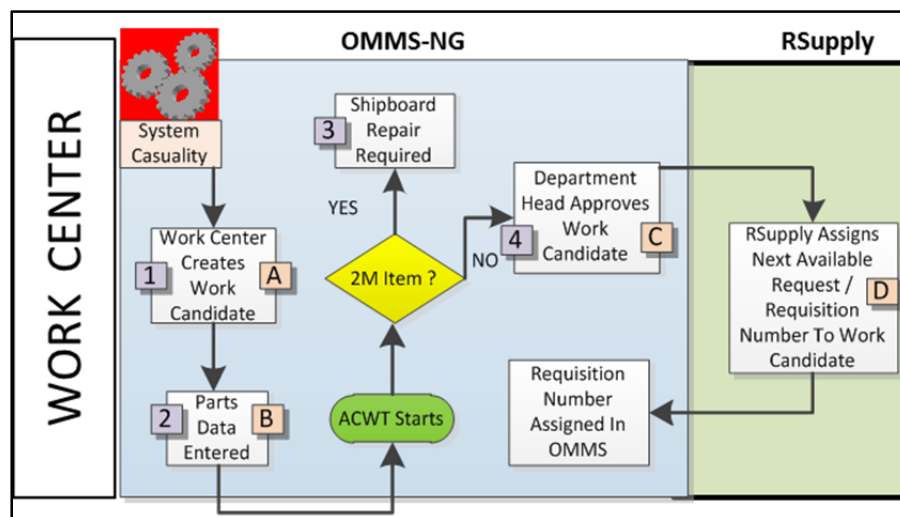 WORK CENTER
OMMS-NG
RSupply
System
Casuality
1
Work Center
Creates
Work
Candidate
A
2
Parts
Data
Entered
B
ACWT Starts
2M Item ?
YES
3
Shipboard
Repair
Required
NO
4
Department
Head Approves
Work
Candidate
C
RSupply Assigns
Next Available
Request /
Requisition
Number To Work
Candidate
D
Requisition
Number
Assigned In
OMMS